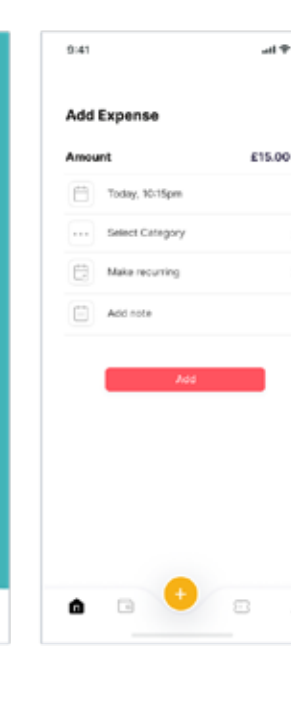 9:41
Add Expense
Amount £15.00
Today, 10:15pm
Select Category
Make recurring
Add note
Add